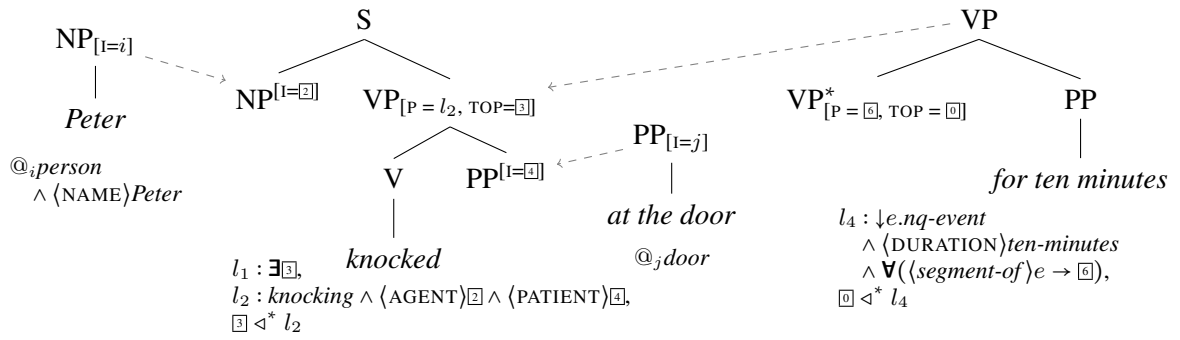 S
VP
NP[I=i]
NP[I=2]
VP[P = l2, TOP=3]
VP*[P = 6, TOP = 0]
PP
Peter
PP[I=j]
@iperson
∧ ⟨NAME⟩Peter
V
PP[I=4]
for ten minutes
at the door
l4 : ↓e.nq-event
∧ ⟨DURATION⟩ten-minutes
∧ ∀(⟨segment-of⟩e → 6),
0 ◁* l4
knocked
@jdoor
l1 : ∃3,
l2 : knocking ∧ ⟨AGENT⟩2 ∧ ⟨PATIENT⟩4,
3 ◁* l2